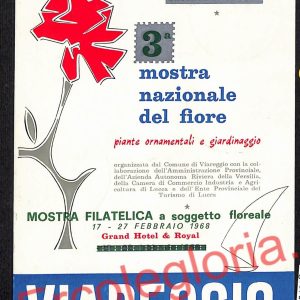 3ª
mostra
nazionale
del fiore
piante ornamentali e giardinaggio
organizzata dal Comune di Viareggio con la col-
laborazione dell'Amministrazione Provinciale,
dell'Azienda Autonoma Riviera della Versilia,
della Camera di Commercio Industria e Agri-
coltura di Lucca e dell'Ente Provinciale del
Turismo di Lucca
MOSTRA FILATELICA a soggetto floreale
17 - 27 FEBBRAIO 1968
Grand Hotel & Royal
VIAREGGIO
ercolegloria.